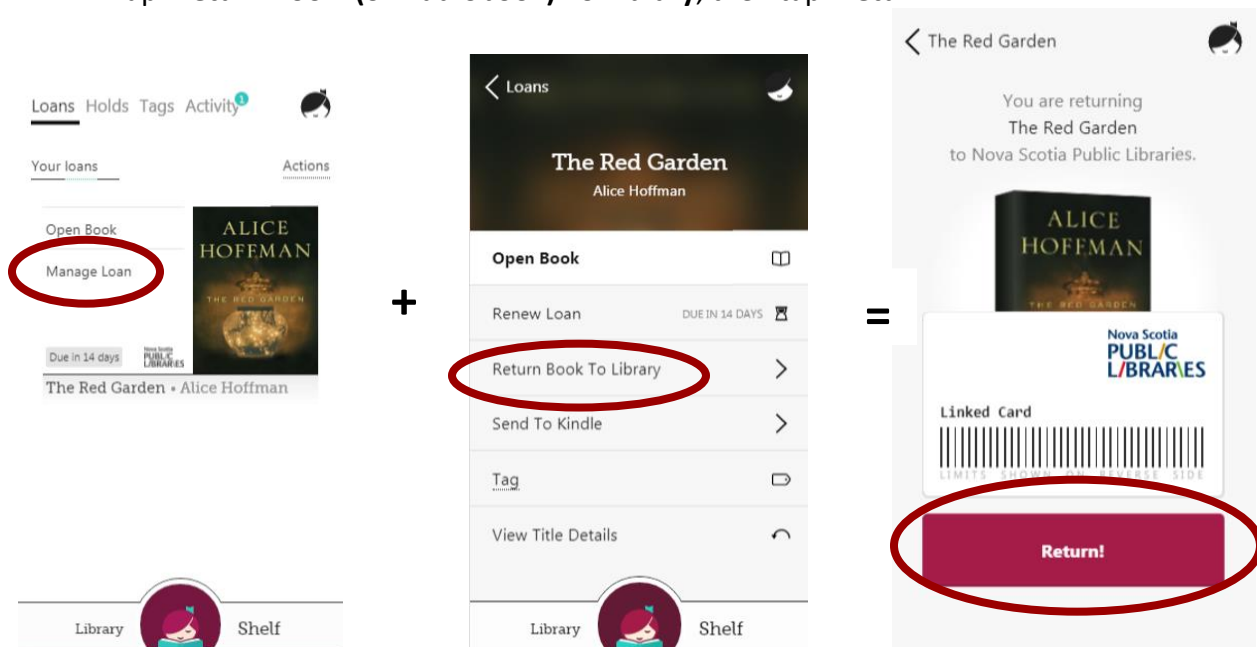 Loans Holds Tags Activity 1
Your loans Actions
Open Book
Manage Loan
ALICE
HOFFMAN
THE RED GARDEN
Due in 14 days
Nova Scotia
PUBLIC
LIBRARIES
The Red Garden • Alice Hoffman
Library Shelf
+
Loans
The Red Garden
Alice Hoffman
Open Book
Renew Loan DUE IN 14 DAYS
Return Book To Library
Send To Kindle
Tag
View Title Details
Library Shelf
=
The Red Garden
You are returning
The Red Garden
to Nova Scotia Public Libraries.
ALICE
HOFFMAN
THE RED GARDEN
Nova Scotia
PUBLIC
LIBRARIES
Linked Card
LIMITS SHOWN ON REVERSE SIDE
Return!